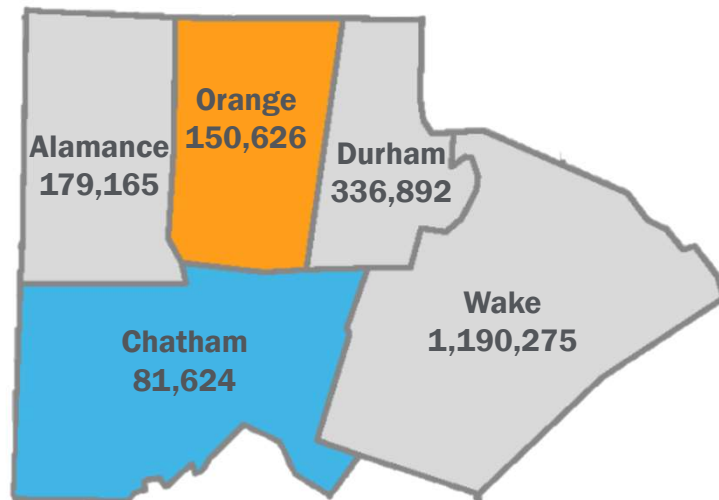 Orange
150,626
Alamance
179,165
Durham
336,892
Wake
1,190,275
Chatham
81,624